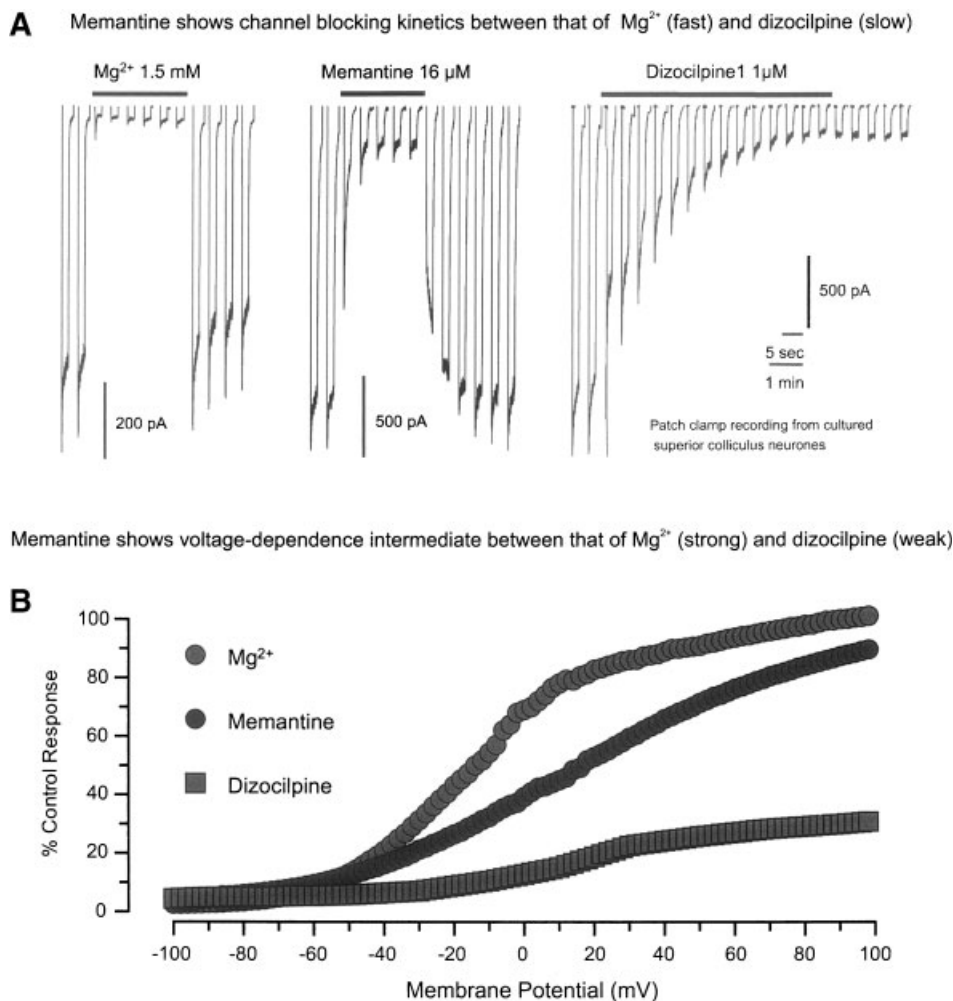 A
Memantine shows channel blocking kinetics between that of Mg²⁺ (fast) and dizocilpine (slow)
Mg²⁺ 1.5 mM
Memantine 16 μM
Dizocilpine1 1μM
200 pA
500 pA
500 pA
5 sec
1 min
Patch clamp recording from cultured
superior colliculus neurones
Memantine shows voltage-dependence intermediate between that of Mg²⁺ (strong) and dizocilpine (weak)
B
% Control Response
100
80
60
40
20
0
Mg²⁺
Memantine
Dizocilpine
-100 -80 -60 -40 -20 0 20 40 60 80 100
Membrane Potential (mV)